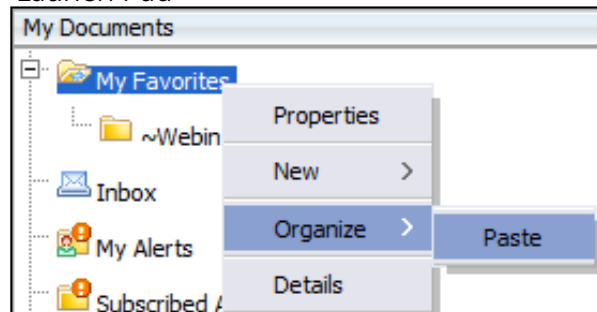 My Documents
My Favorites
~Webin
Properties
New
Inbox
Organize
Paste
My Alerts
Details
Subscribed A